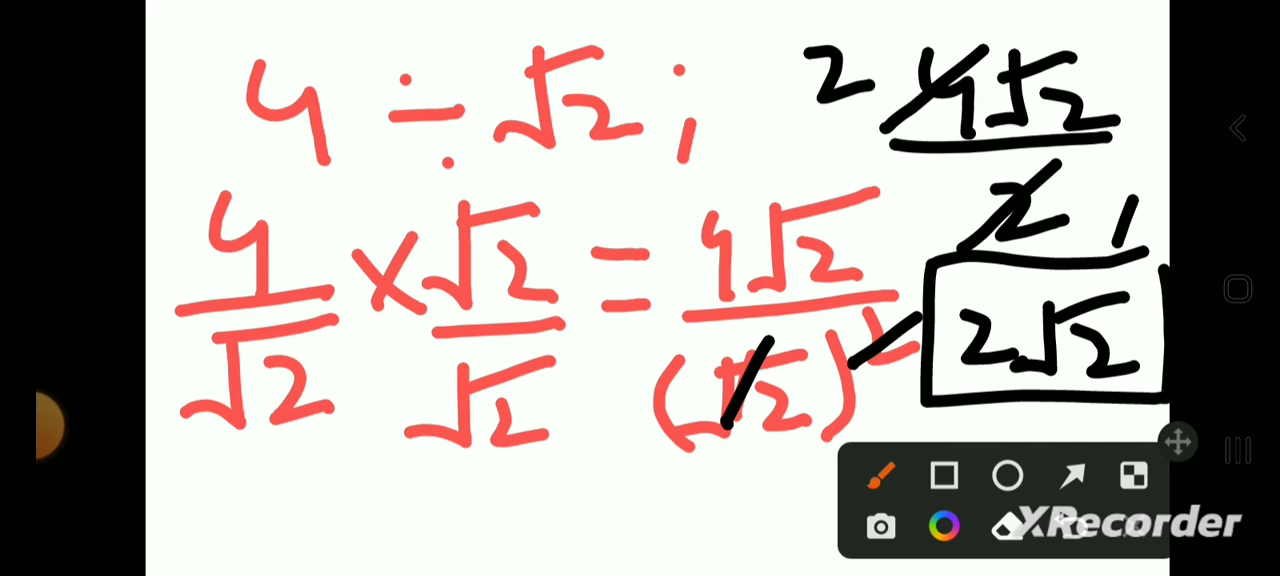 4 ÷ √2 ;
4/√2 × √2/√2 = 4√2/(√2)²
2 4√2
2 1
2√2
XRecorder